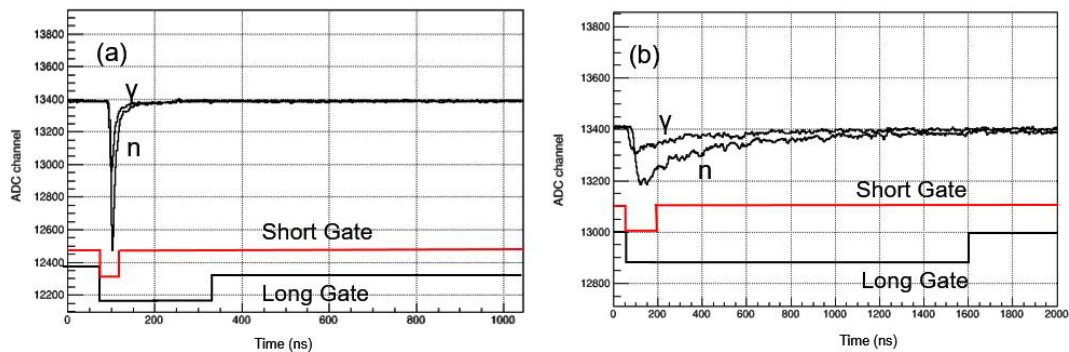 (a)
13800
13600
13400
13200
13000
12800
12600
12400
12200
ADC channel
γ
n
Short Gate
Long Gate
0 200 400 600 800 1000
Time (ns)
(b)
13800
13600
13400
13200
13000
12800
ADC channel
γ
n
Short Gate
Long Gate
0 200 400 600 800 1000 1200 1400 1600 1800 2000
Time (ns)